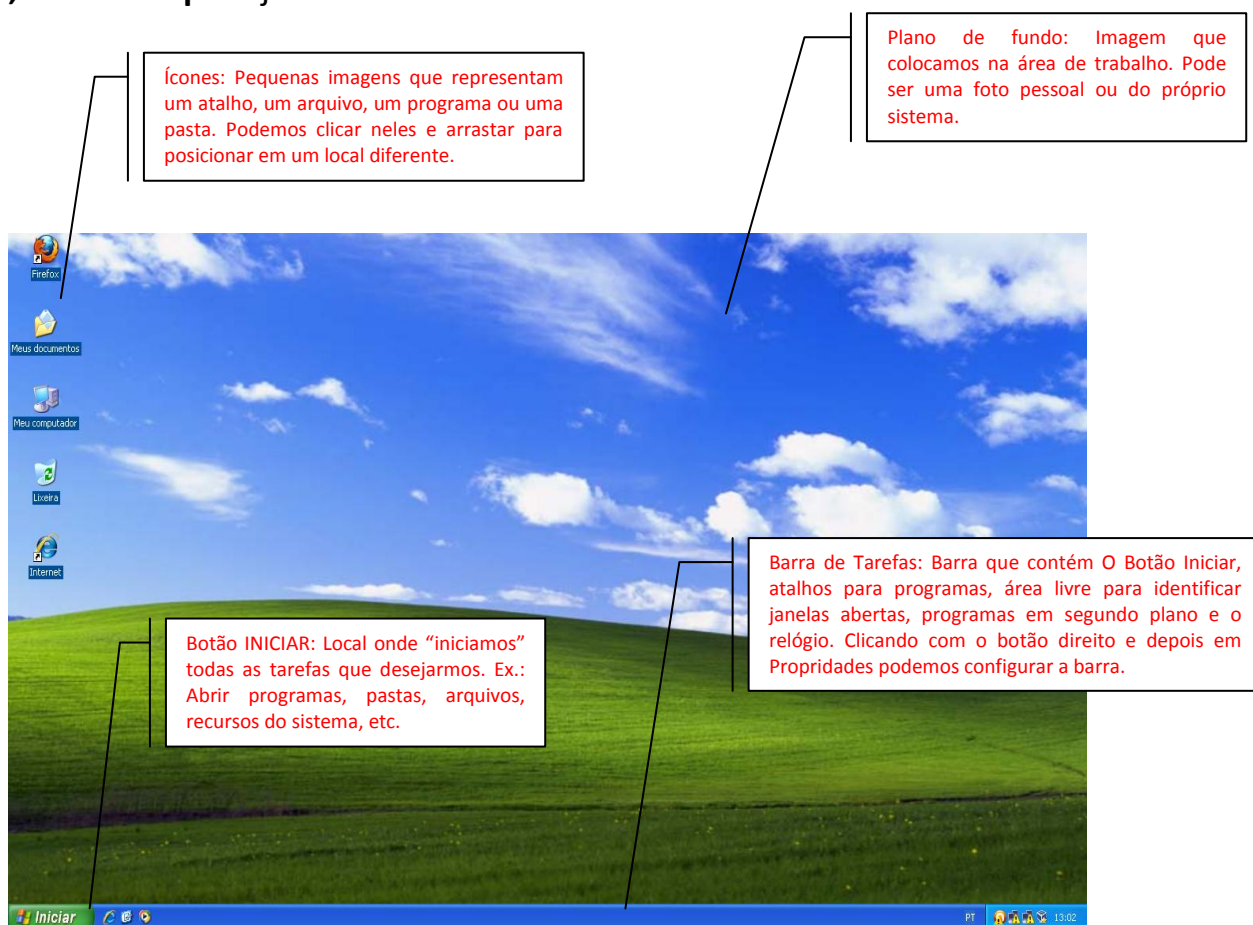 Ícones: Pequenas imagens que representam
um atalho, um arquivo, um programa ou uma
pasta. Podemos clicar neles e arrastar para
posicionar em um local diferente.
Plano de fundo: Imagem que
colocamos na área de trabalho. Pode
ser uma foto pessoal ou do próprio
sistema.
Firefox
Meus documentos
Meu computador
Lixeira
Internet
Barra de Tarefas: Barra que contém O Botão Iniciar,
atalhos para programas, área livre para identificar
janelas abertas, programas em segundo plano e o
relógio. Clicando com o botão direito e depois em
Propridades podemos configurar a barra.
Botão INICIAR: Local onde “iniciamos”
todas as tarefas que desejarmos. Ex.:
Abrir programas, pastas, arquivos,
recursos do sistema, etc.
Iniciar
PT
13:02